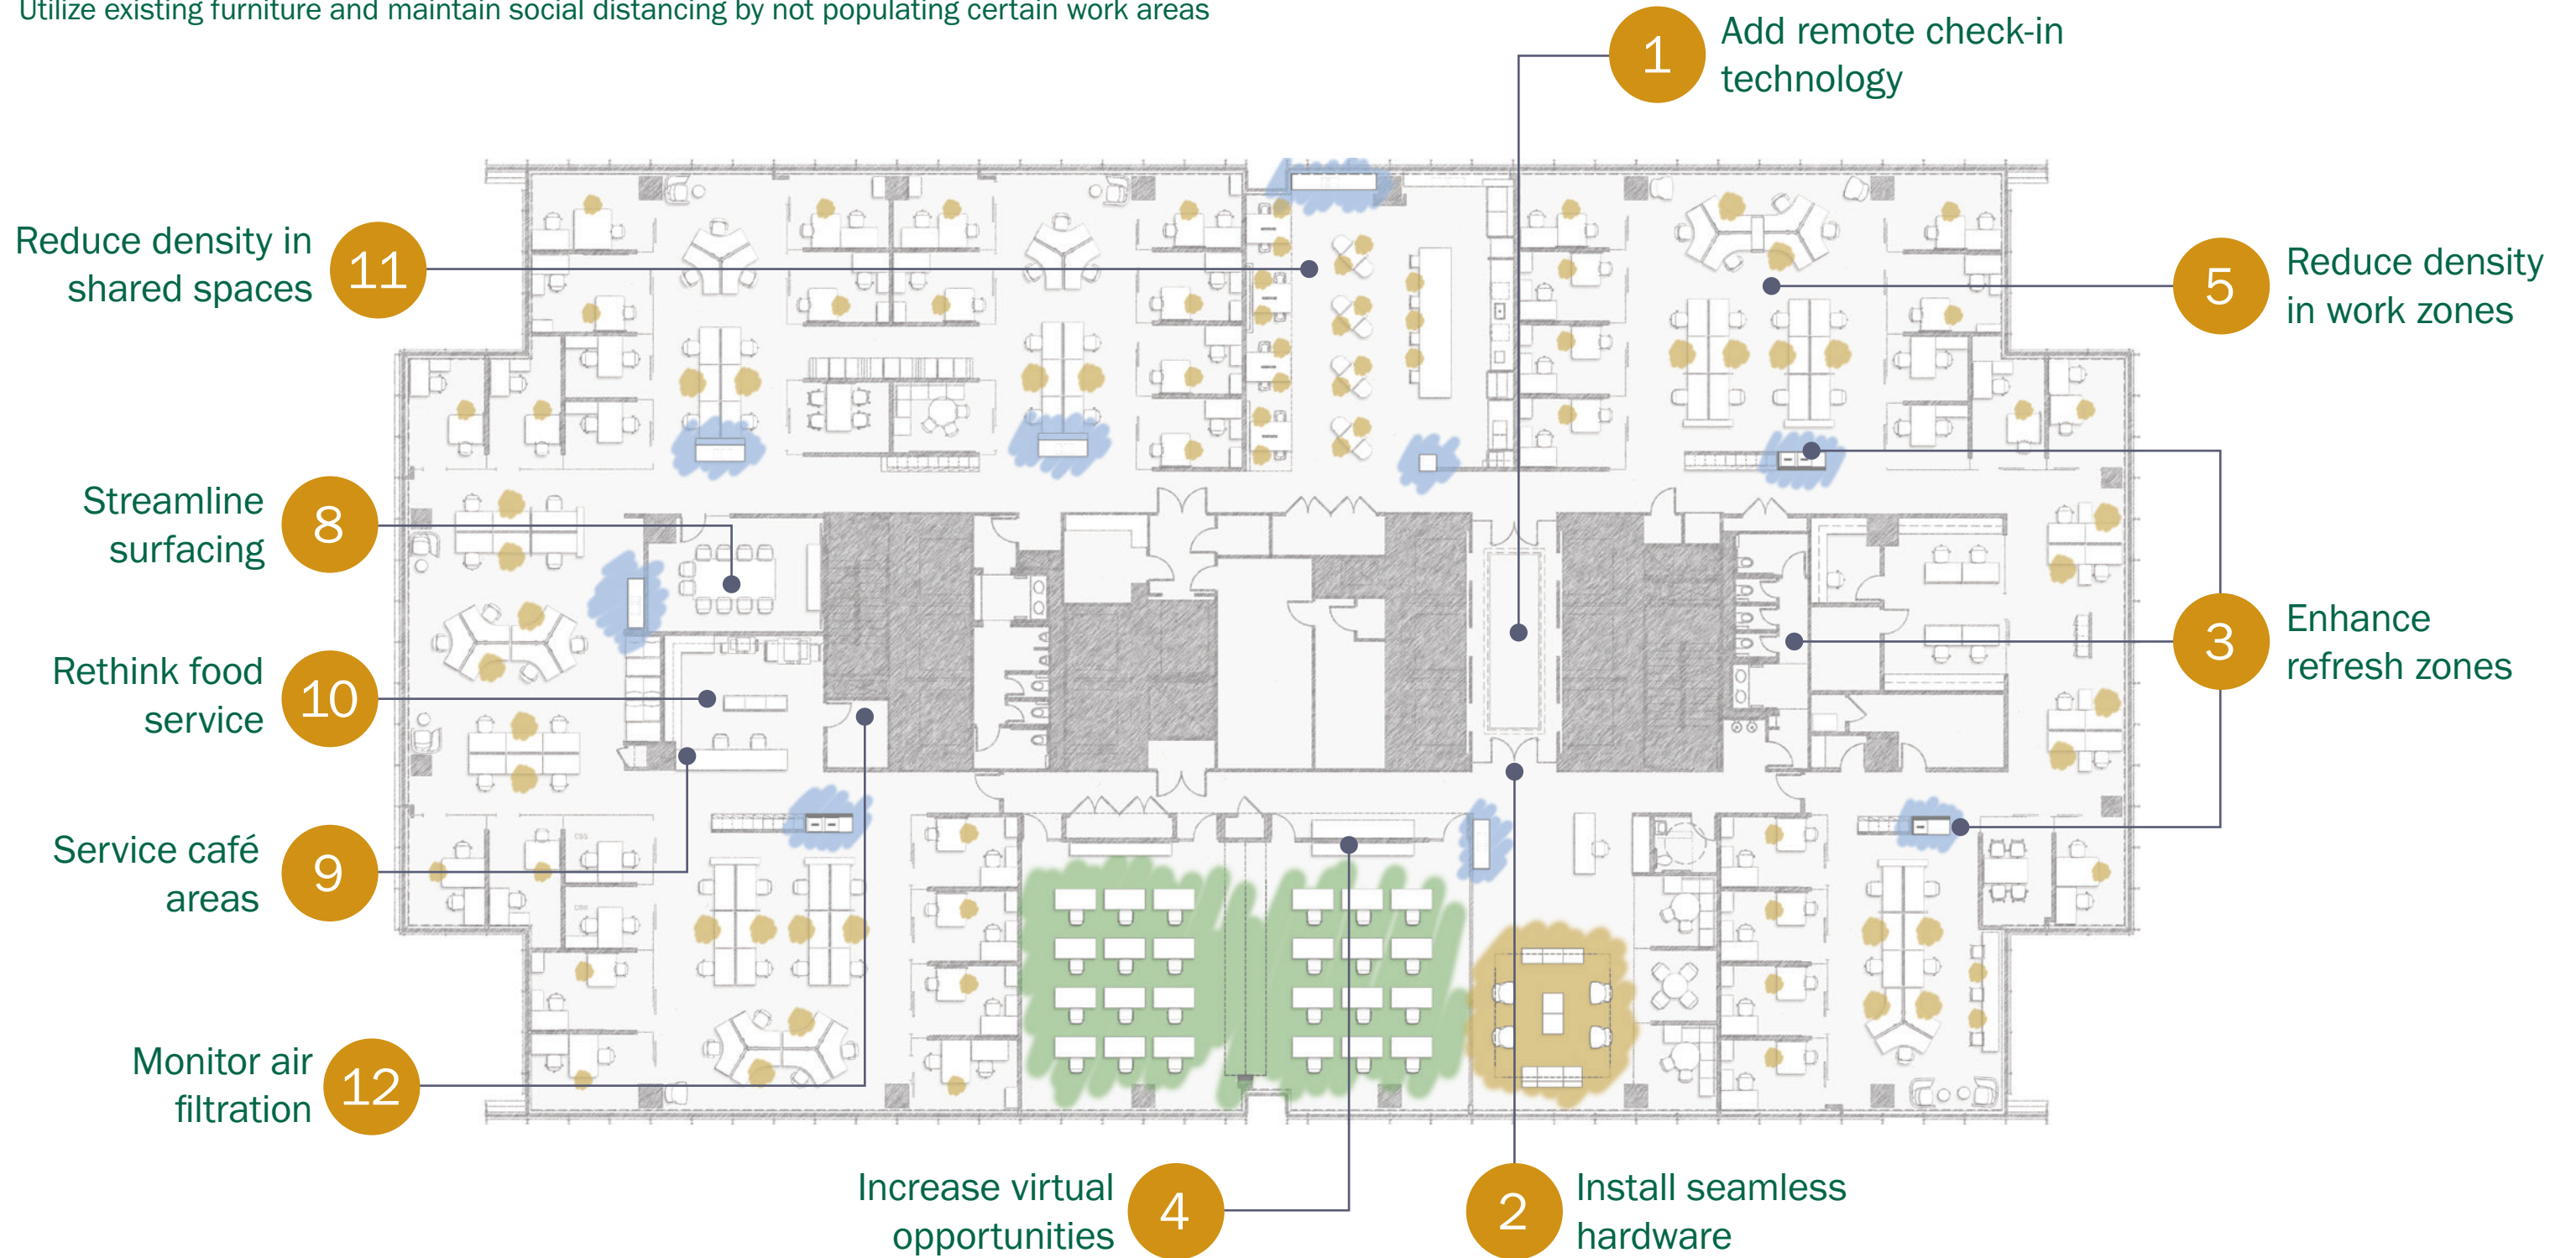 Utilize existing furniture and maintain social distancing by not populating certain work areas
1
Add remote check-in
technology
Reduce density in
shared spaces
11
5
Reduce density
in work zones
Streamline
surfacing
8
Rethink food
service
10
3
Enhance
refresh zones
Service café
areas
9
Monitor air
filtration
12
Increase virtual
opportunities
4
2
Install seamless
hardware